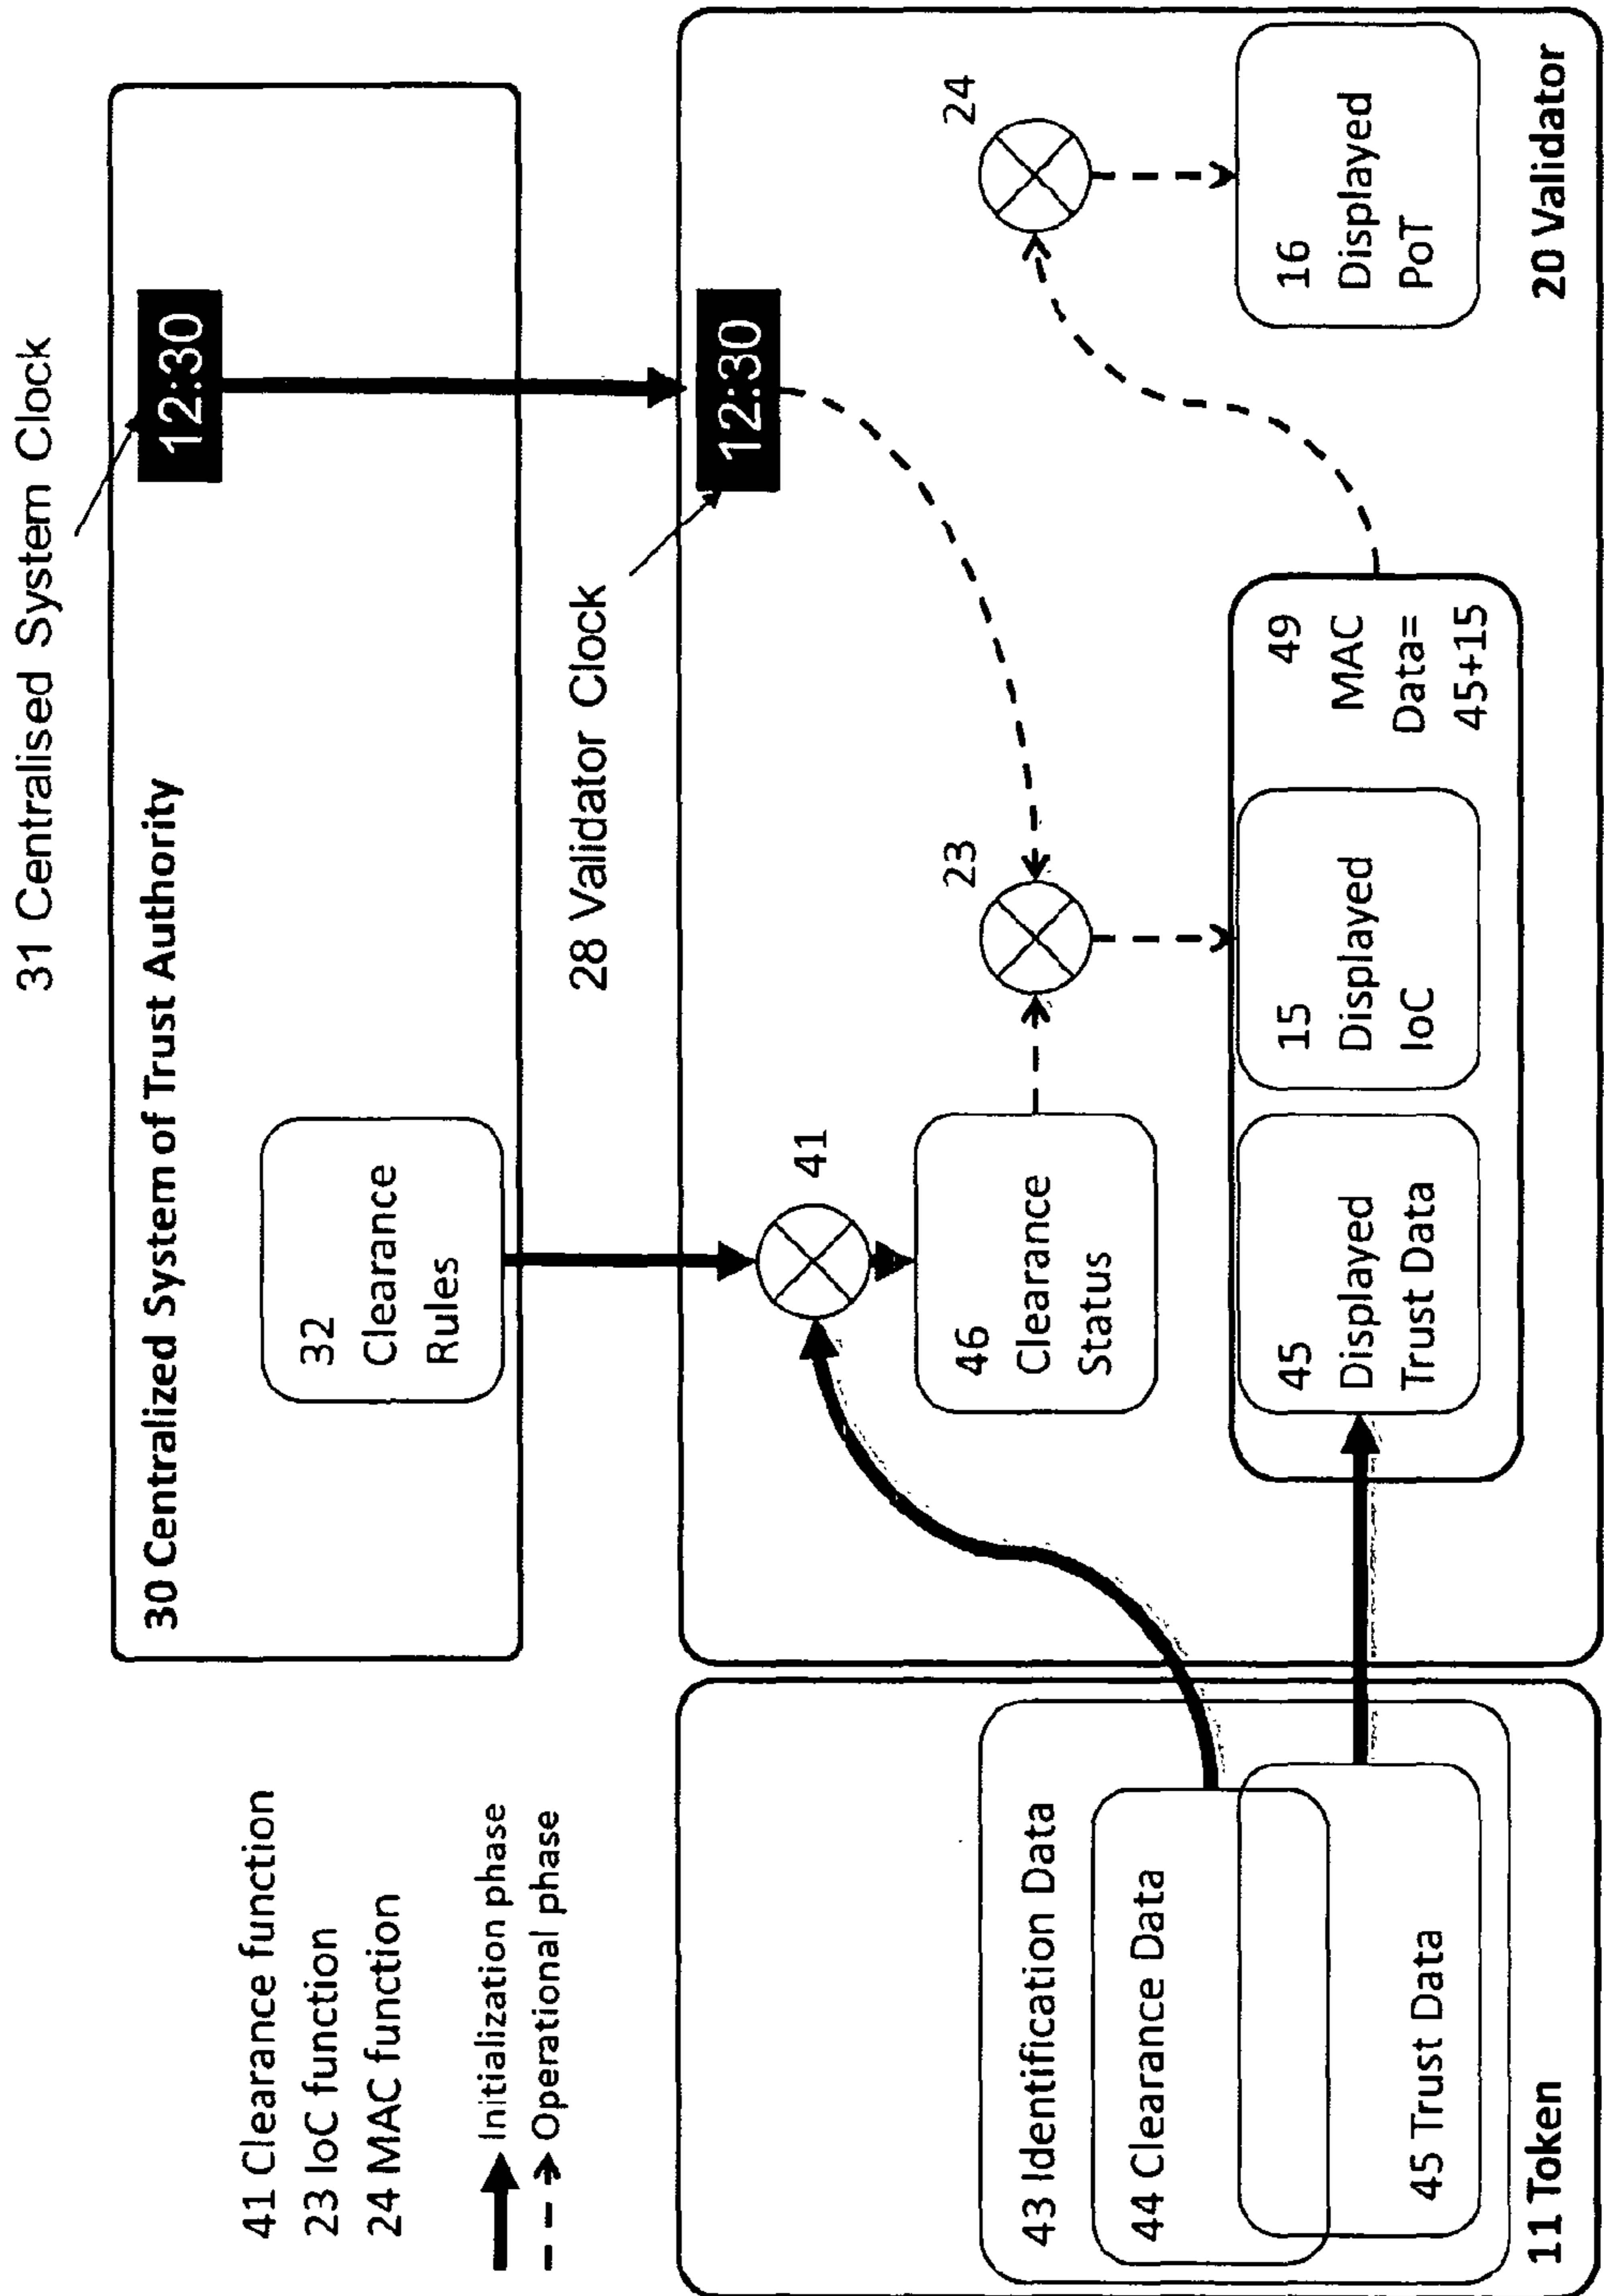 31 Centralised System Clock
30 Centralized System of Trust Authority
12:30
32
Clearance
Rules
41 Clearance function
23 IoC function
24 MAC function
Initialization phase
Operational phase
28 Validator Clock
12:30
41
46
Clearance
Status
23
24
43 Identification Data
44 Clearance Data
45 Trust Data
11 Token
45
Displayed
Trust Data
15
Displayed
IoC
49
MAC
Data=
45+15
16
Displayed
PoT
20 Validator